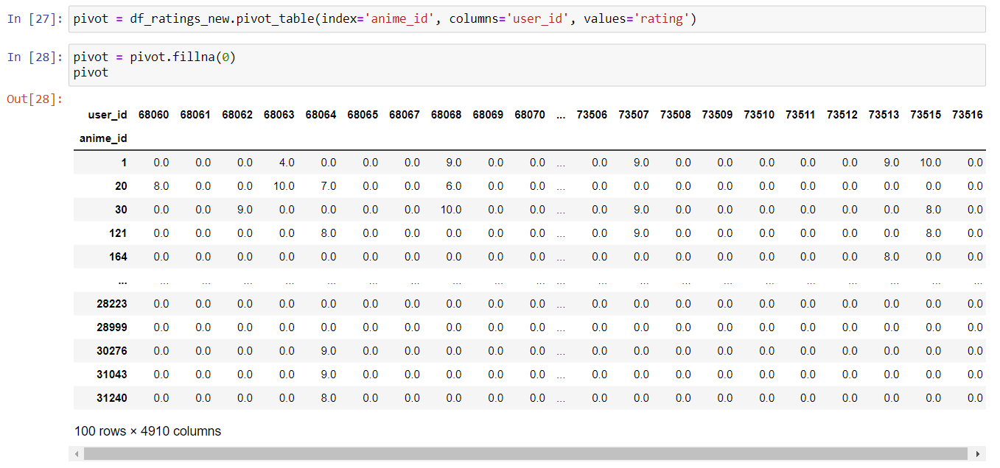 In [27]: pivot = df_ratings_new.pivot_table(index='anime_id', columns='user_id', values='rating')
In [28]: pivot = pivot.fillna(0)
pivot
Out[28]:
user_id 68060 68061 68062 68063 68064 68065 68067 68068 68069 68070 ... 73506 73507 73508 73509 73510 73511 73512 73513 73515 73516
anime_id
1 0.0 0.0 0.0 4.0 0.0 0.0 0.0 9.0 0.0 0.0 ... 0.0 9.0 0.0 0.0 0.0 0.0 0.0 9.0 10.0 0.0
20 8.0 0.0 0.0 10.0 7.0 0.0 0.0 6.0 0.0 0.0 ... 0.0 0.0 0.0 0.0 0.0 0.0 0.0 0.0 0.0 0.0
30 0.0 0.0 9.0 0.0 0.0 0.0 0.0 10.0 0.0 0.0 ... 0.0 9.0 0.0 0.0 0.0 0.0 0.0 0.0 8.0 0.0
121 0.0 0.0 0.0 0.0 8.0 0.0 0.0 0.0 0.0 0.0 ... 0.0 9.0 0.0 0.0 0.0 0.0 0.0 0.0 8.0 0.0
164 0.0 0.0 0.0 0.0 0.0 0.0 0.0 0.0 0.0 0.0 ... 0.0 0.0 0.0 0.0 0.0 0.0 0.0 8.0 0.0 0.0
... ... ... ... ... ... ... ... ... ... ... ... ... ... ... ... ... ... ... ... ... ...
28223 0.0 0.0 0.0 0.0 0.0 0.0 0.0 0.0 0.0 0.0 ... 0.0 0.0 0.0 0.0 0.0 0.0 0.0 0.0 0.0 0.0
28999 0.0 0.0 0.0 0.0 0.0 0.0 0.0 0.0 0.0 0.0 ... 0.0 0.0 0.0 0.0 0.0 0.0 0.0 0.0 0.0 0.0
30276 0.0 0.0 0.0 0.0 9.0 0.0 0.0 0.0 0.0 0.0 ... 0.0 0.0 0.0 0.0 0.0 0.0 0.0 0.0 0.0 0.0
31043 0.0 0.0 0.0 0.0 9.0 0.0 0.0 0.0 0.0 0.0 ... 0.0 0.0 0.0 0.0 0.0 0.0 0.0 0.0 0.0 0.0
31240 0.0 0.0 0.0 0.0 8.0 0.0 0.0 0.0 0.0 0.0 ... 0.0 0.0 0.0 0.0 0.0 0.0 0.0 0.0 0.0 0.0
100 rows × 4910 columns